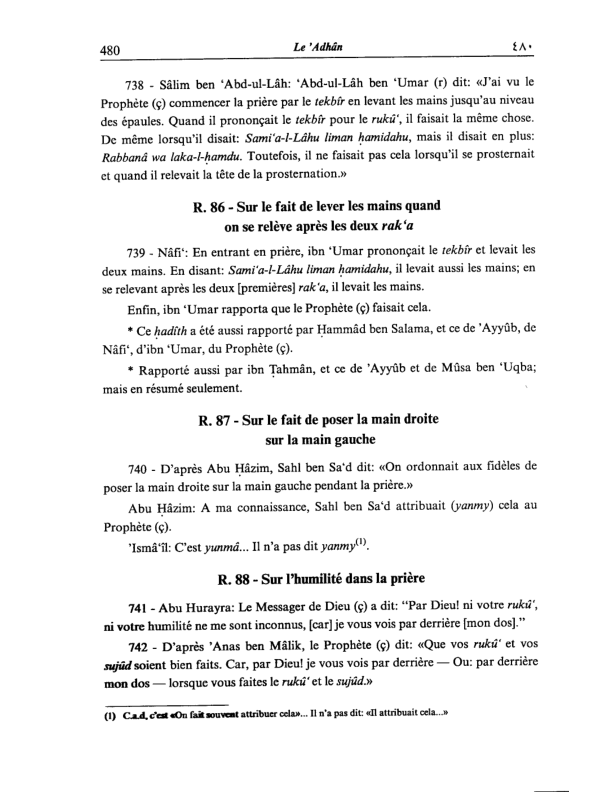 480 Le 'Adhân ٤٨٠
738 - Sâlim ben ‘Abd-ul-Lâh: ‘Abd-ul-Lâh ben ‘Umar (r) dit: «J'ai vu le
Prophète (ç) commencer la prière par le tekbîr en levant les mains jusqu'au niveau
des épaules. Quand il prononçait le tekbîr pour le rukû‘, il faisait la même chose.
De même lorsqu'il disait: Sami‘a-l-Lâhu liman ḥamidahu, mais il disait en plus:
Rabbanâ wa laka-l-ḥamdu. Toutefois, il ne faisait pas cela lorsqu'il se prosternait
et quand il relevait la tête de la prosternation.»
R. 86 - Sur le fait de lever les mains quand
on se relève après les deux rak‘a
739 - Nâfi‘: En entrant en prière, ibn ‘Umar prononçait le tekbîr et levait les
deux mains. En disant: Sami‘a-l-Lâhu liman ḥamidahu, il levait aussi les mains; en
se relevant après les deux [premières] rak‘a, il levait les mains.
Enfin, ibn ‘Umar rapporta que le Prophète (ç) faisait cela.
* Ce ḥadîth a été aussi rapporté par Ḥammâd ben Salama, et ce de 'Ayyûb, de
Nâfi‘, d'ibn ‘Umar, du Prophète (ç).
* Rapporté aussi par ibn Ṭahmân, et ce de 'Ayyûb et de Mûsa ben ‘Uqba;
mais en résumé seulement.
R. 87 - Sur le fait de poser la main droite
sur la main gauche
740 - D'après Abu Ḥâzim, Sahl ben Sa‘d dit: «On ordonnait aux fidèles de
poser la main droite sur la main gauche pendant la prière.»
Abu Ḥâzim: A ma connaissance, Sahl ben Sa‘d attribuait (yanmy) cela au
Prophète (ç).
'Ismâ‘îl: C'est yunmâ... Il n'a pas dit yanmy(1).
R. 88 - Sur l'humilité dans la prière
741 - Abu Hurayra: Le Messager de Dieu (ç) a dit: “Par Dieu! ni votre rukû‘,
ni votre humilité ne me sont inconnus, [car] je vous vois par derrière [mon dos].”
742 - D'après 'Anas ben Mâlik, le Prophète (ç) dit: «Que vos rukû‘ et vos
sujûd soient bien faits. Car, par Dieu! je vous vois par derrière — Ou: par derrière
mon dos — lorsque vous faites le rukû‘ et le sujûd.»
(1) C.a.d. c'est «On fait souvent attribuer cela»... Il n'a pas dit: «Il attribuait cela...»